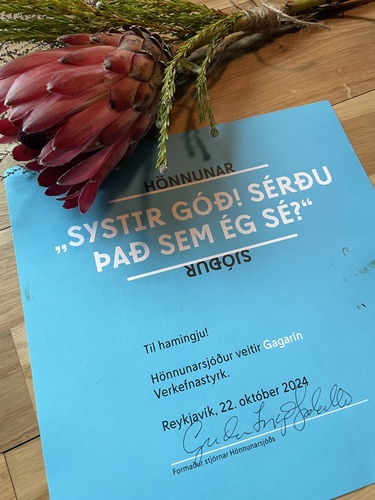 HÖNNUNAR
„SYSTIR GÓÐ! SÉRÐU
ÞAÐ SEM ÉG SÉ?“
SJÓÐUR
Til hamingju!
Hönnunarsjóður veitir Gagarín
Verkefnastyrk.
Reykjavík, 22. október 2024
Formaður stjórnar Hönnunarsjóðs